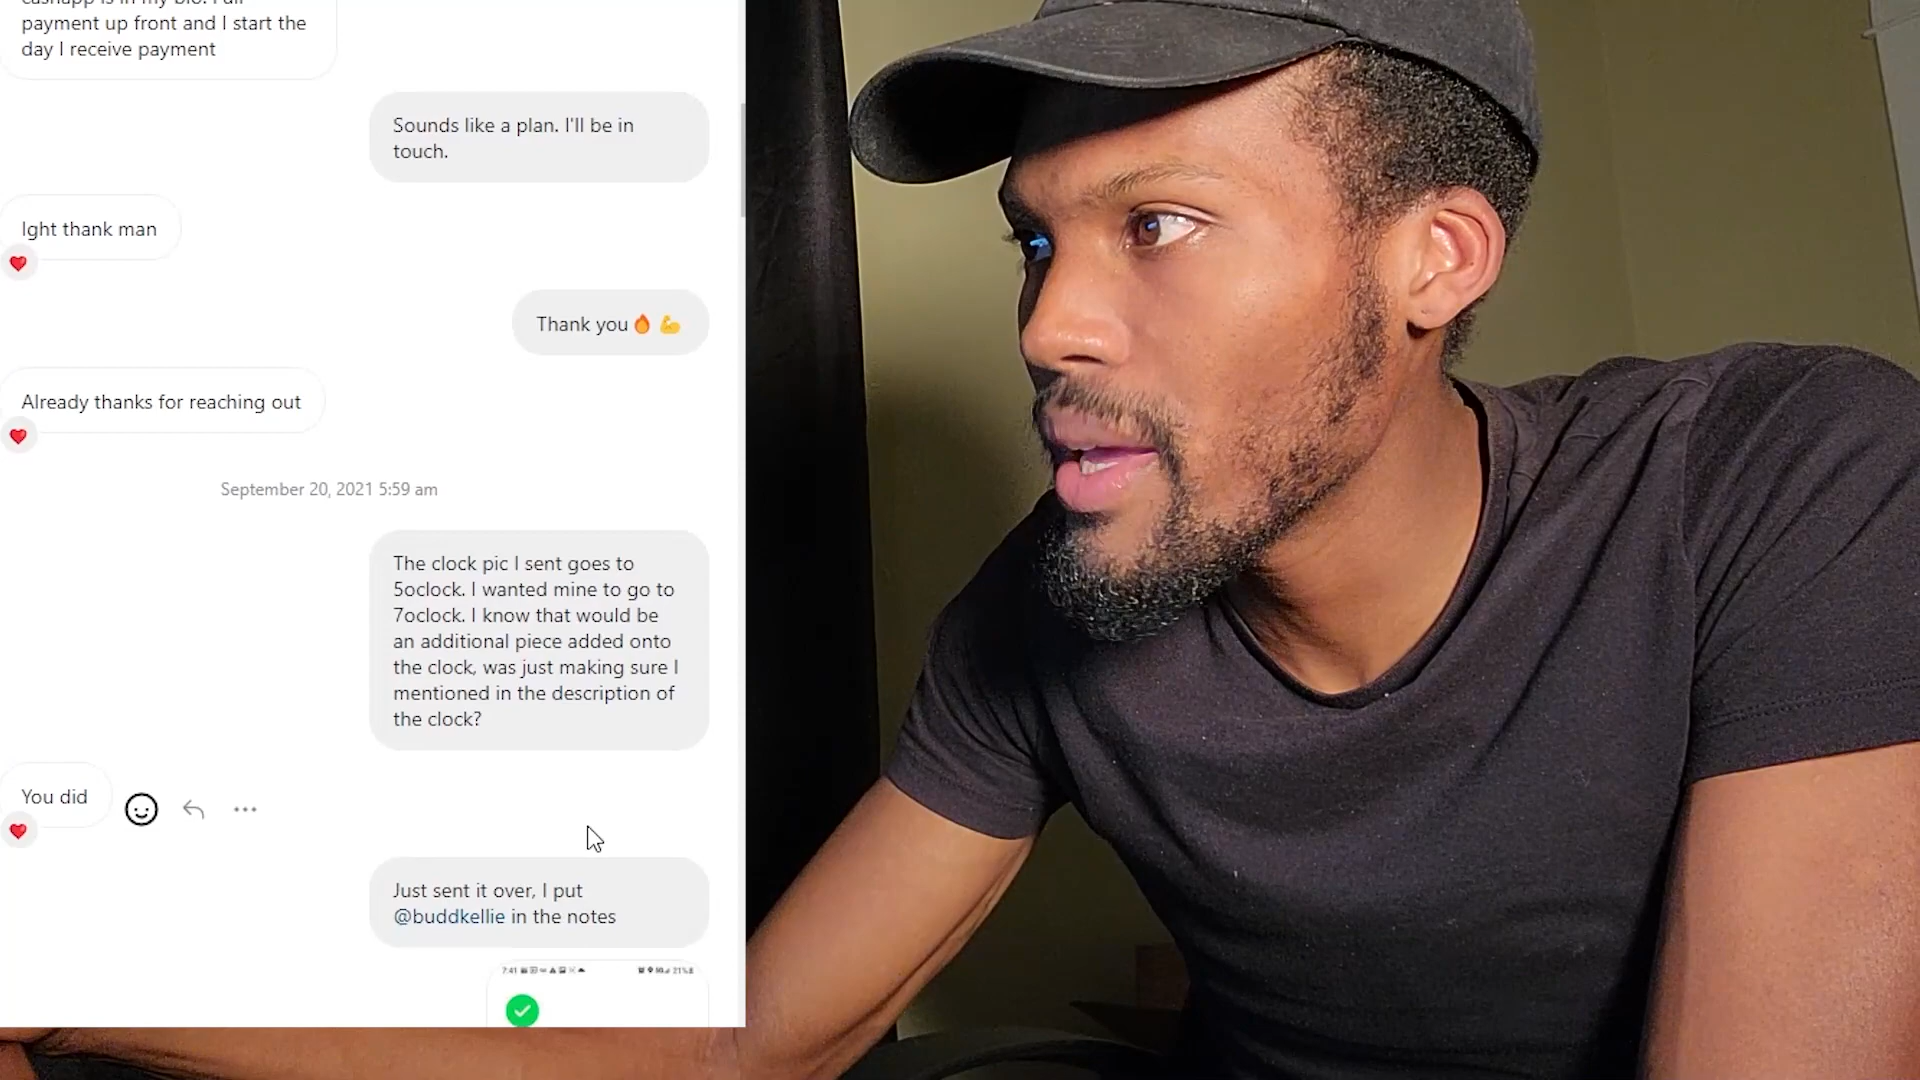 payment up front and I start the
day I receive payment
Sounds like a plan. I'll be in
touch.
Ight thank man
Thank you🔥💪
Already thanks for reaching out
September 20, 2021 5:59 am
The clock pic I sent goes to
5oclock. I wanted mine to go to
7oclock. I know that would be
an additional piece added onto
the clock, was just making sure I
mentioned in the description of
the clock?
You did
Just sent it over, I put
@buddkellie in the notes
7:41
21%